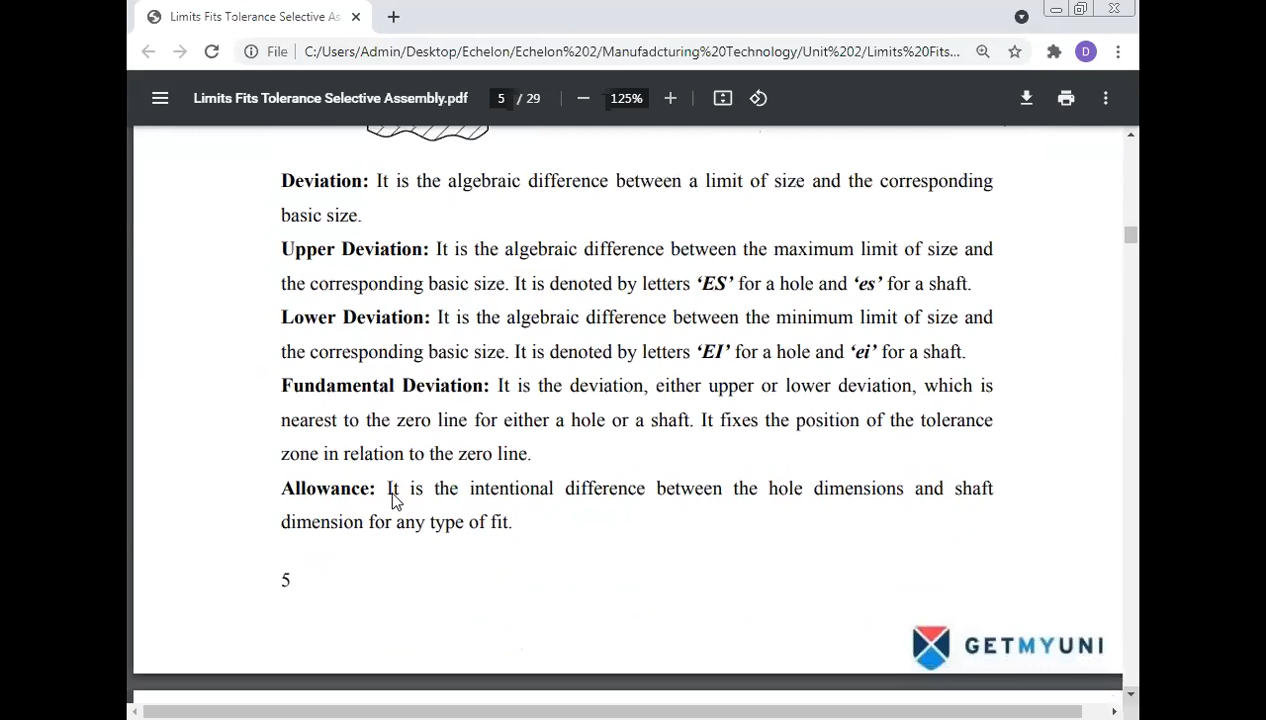 Limits Fits Tolerance Selective As
File C:/Users/Admin/Desktop/Echelon/Echelon%202/Manufadcturing%20Technology/Unit%202/Limits%20Fits...
D
Limits Fits Tolerance Selective Assembly.pdf 5 / 29 125%
Deviation: It is the algebraic difference between a limit of size and the corresponding
basic size.
Upper Deviation: It is the algebraic difference between the maximum limit of size and
the corresponding basic size. It is denoted by letters ‘ES’ for a hole and ‘es’ for a shaft.
Lower Deviation: It is the algebraic difference between the minimum limit of size and
the corresponding basic size. It is denoted by letters ‘EI’ for a hole and ‘ei’ for a shaft.
Fundamental Deviation: It is the deviation, either upper or lower deviation, which is
nearest to the zero line for either a hole or a shaft. It fixes the position of the tolerance
zone in relation to the zero line.
Allowance: It is the intentional difference between the hole dimensions and shaft
dimension for any type of fit.
5
GETMYUNI